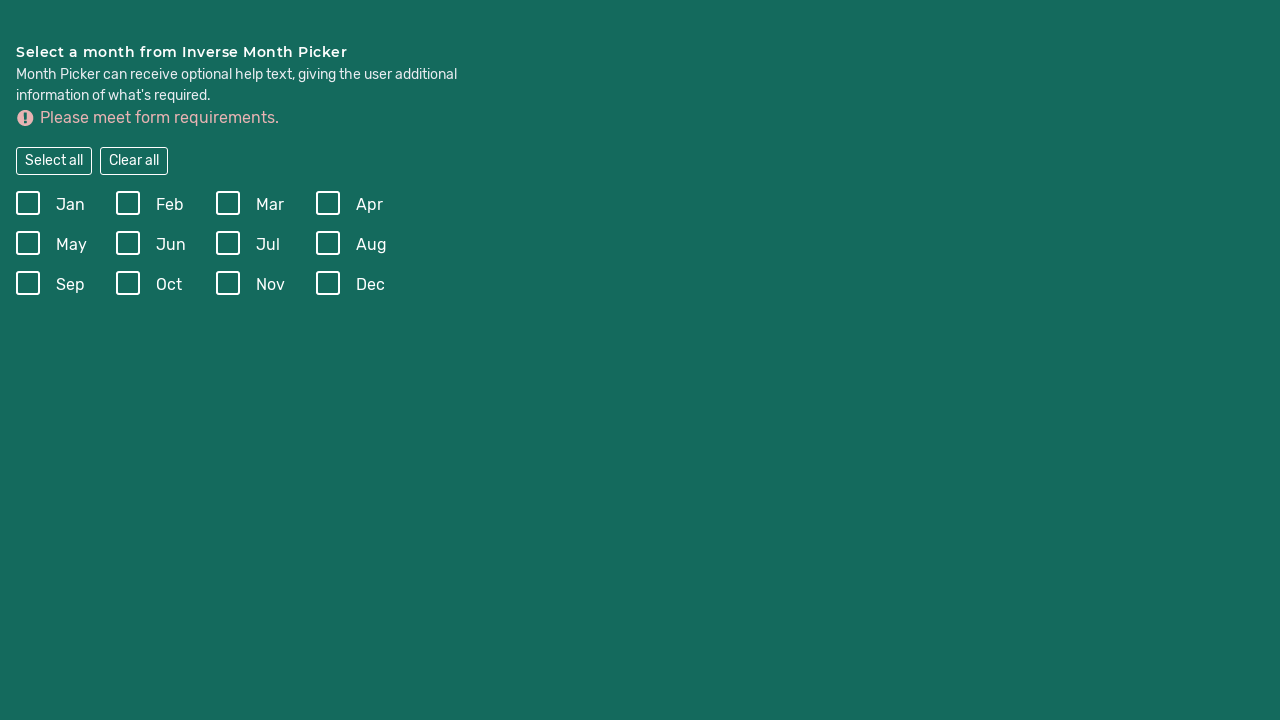 Select a month from Inverse Month Picker
Month Picker can receive optional help text, giving the user additional
information of what's required.
Please meet form requirements.
Select all Clear all
Jan Feb Mar Apr
May Jun Jul Aug
Sep Oct Nov Dec